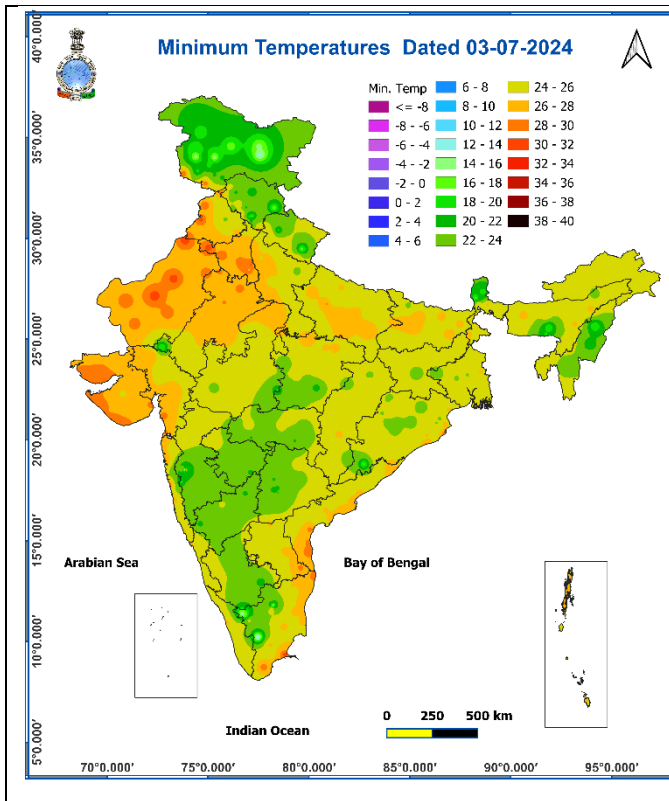 Minimum Temperatures Dated 03-07-2024
Min. Temp
<= -8
-8 - -6
-6 - -4
-4 - -2
-2 - 0
0 - 2
2 - 4
4 - 6
6 - 8
8 - 10
10 - 12
12 - 14
14 - 16
16 - 18
18 - 20
20 - 22
22 - 24
24 - 26
26 - 28
28 - 30
30 - 32
32 - 34
34 - 36
36 - 38
38 - 40
40°0.000'
35°0.000'
30°0.000'
25°0.000'
20°0.000'
15°0.000'
10°0.000'
5°0.000'
Arabian Sea
Bay of Bengal
Indian Ocean
0 250 500 km
70°0.000' 75°0.000' 80°0.000' 85°0.000' 90°0.000' 95°0.000'